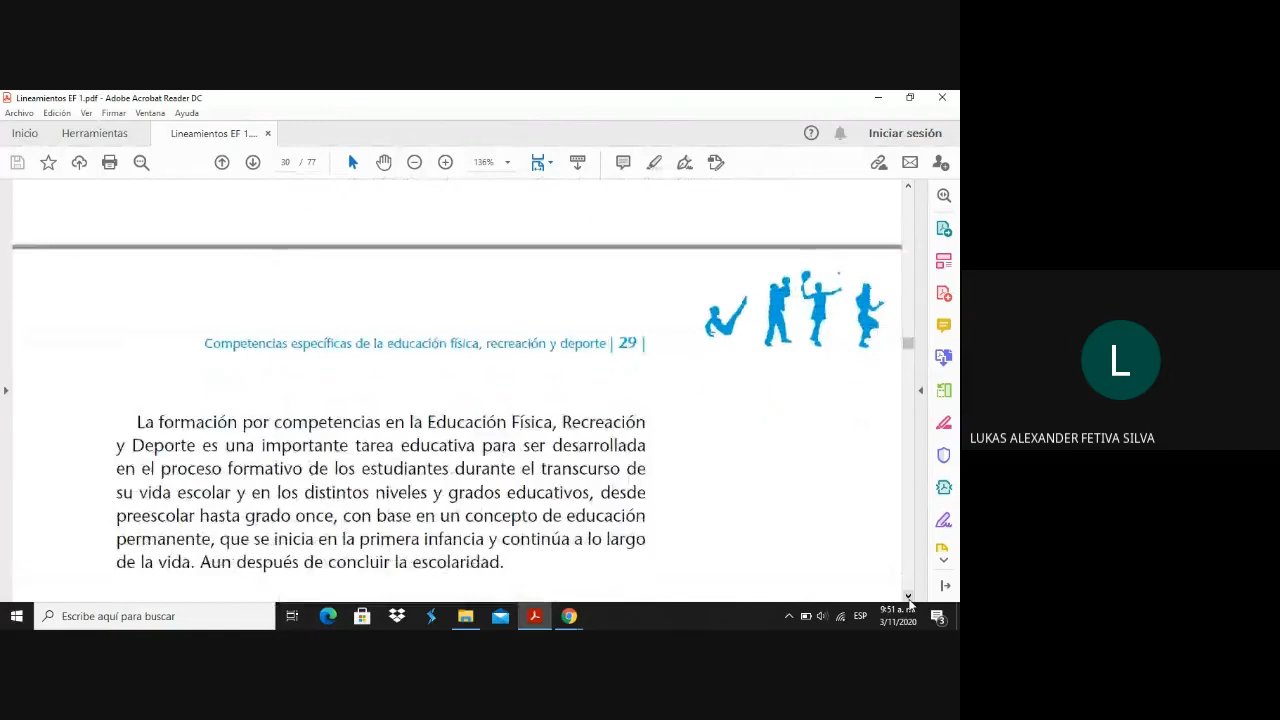 Lineamientos EF 1.pdf - Adobe Acrobat Reader DC
Archivo Edición Ver Firmar Ventana Ayuda
Inicio Herramientas Lineamientos EF 1.... × Iniciar sesión
30 / 77 136%
Competencias específicas de la educación física, recreación y deporte | 29 |
La formación por competencias en la Educación Física, Recreación
y Deporte es una importante tarea educativa para ser desarrollada
en el proceso formativo de los estudiantes durante el transcurso de
su vida escolar y en los distintos niveles y grados educativos, desde
preescolar hasta grado once, con base en un concepto de educación
permanente, que se inicia en la primera infancia y continúa a lo largo
de la vida. Aun después de concluir la escolaridad.
L
LUKAS ALEXANDER FETIVA SILVA
Escribe aquí para buscar
ESP
9:51 a. m.
3/11/2020
3